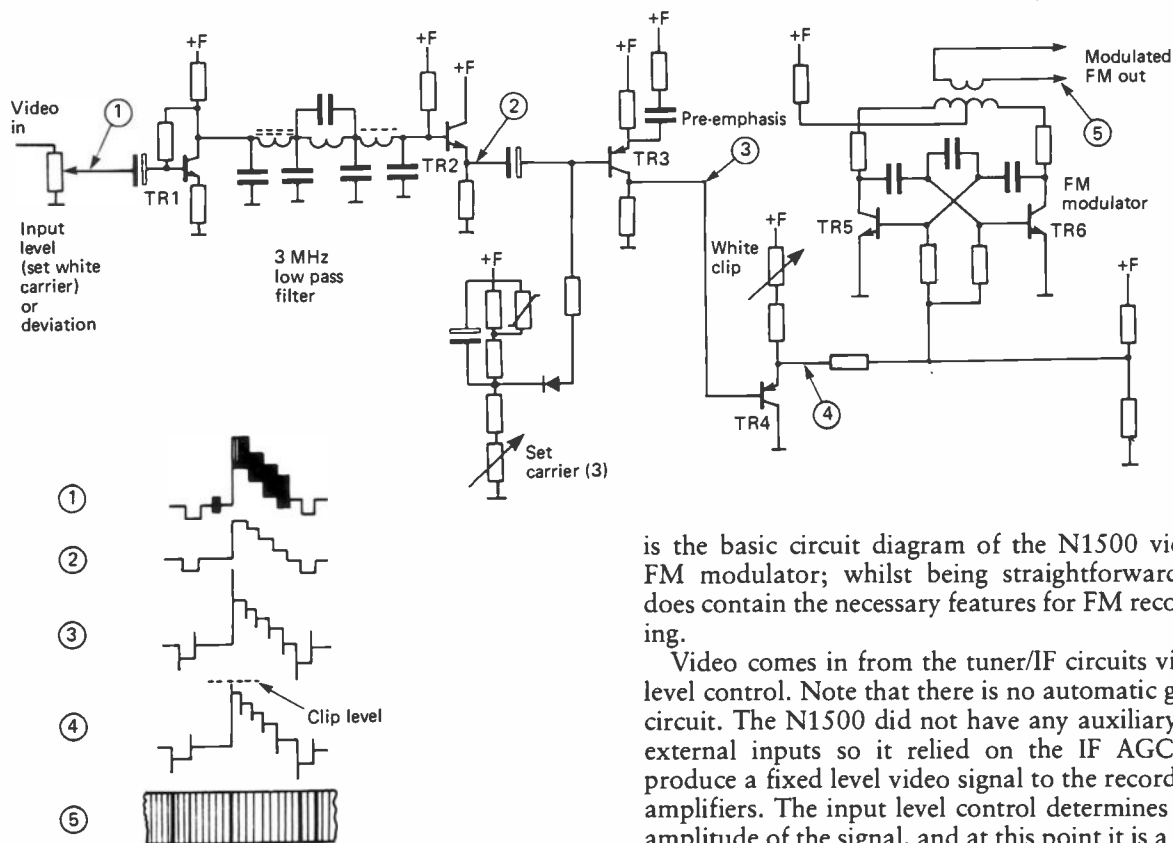 +F
+F
+F
+F
+F
+F
Video
in
1
TR1
Input
level
(set white
carrier)
or
deviation
3 MHz
low pass
filter
TR2
2
+F
Set
carrier (3)
Pre-emphasis
TR3
3
White
clip
TR4
4
Modulated
FM out
5
FM
modulator
TR5
TR6
+F
1
2
3
4
Clip level
5
is the basic circuit diagram of the N1500
FM modulator; whilst being straightforward
does contain the necessary features for FM
ing.
Video comes in from the tuner/IF circuits
level control. Note that there is no automatic
circuit. The N1500 did not have any auxiliary
external inputs so it relied on the IF AGC
produce a fixed level video signal to the record
amplifiers. The input level control determines
amplitude of the signal, and at this point it is a